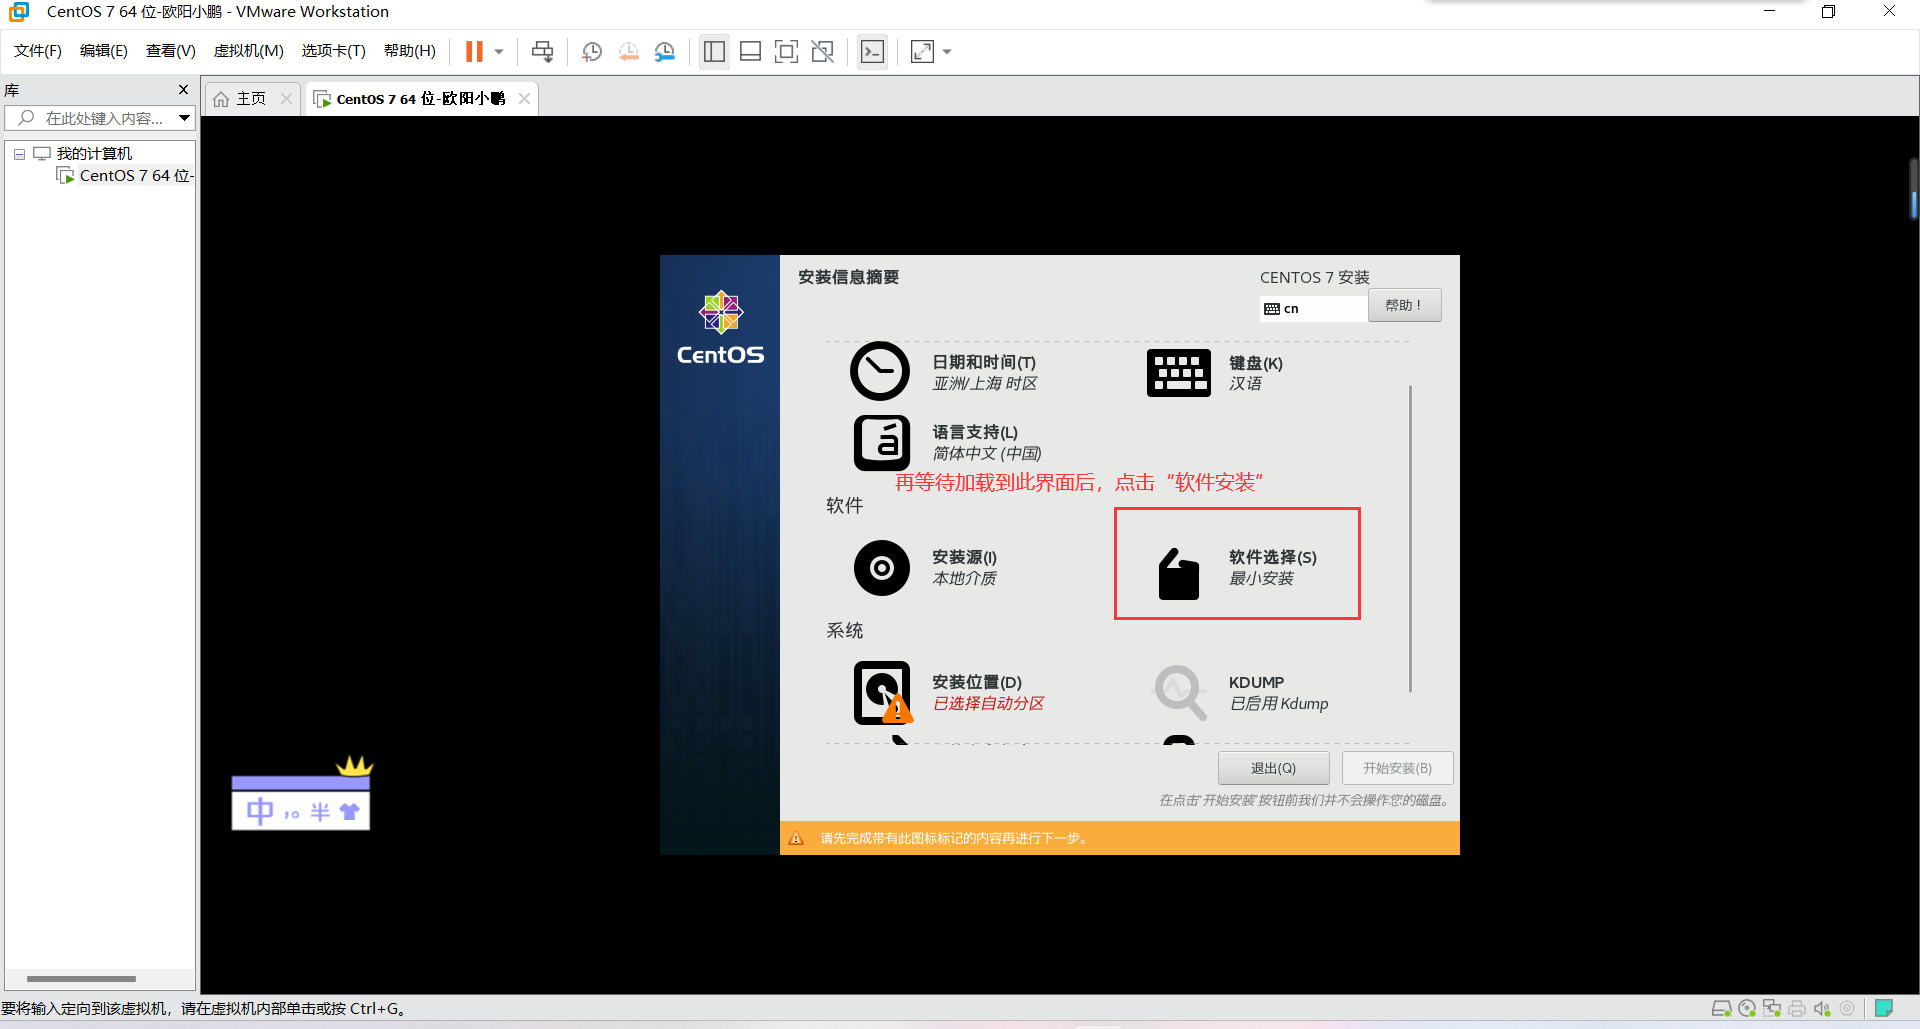 CentOS 7 64 位-欧阳小鹏 - VMware Workstation
文件(F) 编辑(E) 查看(V) 虚拟机(M) 选项卡(T) 帮助(H)
库
主页
CentOS 7 64 位-欧阳小鹏
在此处键入内容...
我的计算机
CentOS 7 64 位-
安装信息摘要
CENTOS 7 安装
cn
帮助！
CentOS
日期和时间(T)
亚洲/上海 时区
键盘(K)
汉语
语言支持(L)
简体中文 (中国)
再等待加载到此界面后，点击“软件安装”
软件
安装源(I)
本地介质
软件选择(S)
最小安装
系统
安装位置(D)
已选择自动分区
KDUMP
已启用 Kdump
退出(Q)
开始安装(B)
在点击'开始安装'按钮前我们并不会操作您的磁盘。
请先完成带有此图标标记的内容再进行下一步。
中 ，。 半
要将输入定向到该虚拟机，请在虚拟机内部单击或按 Ctrl+G。